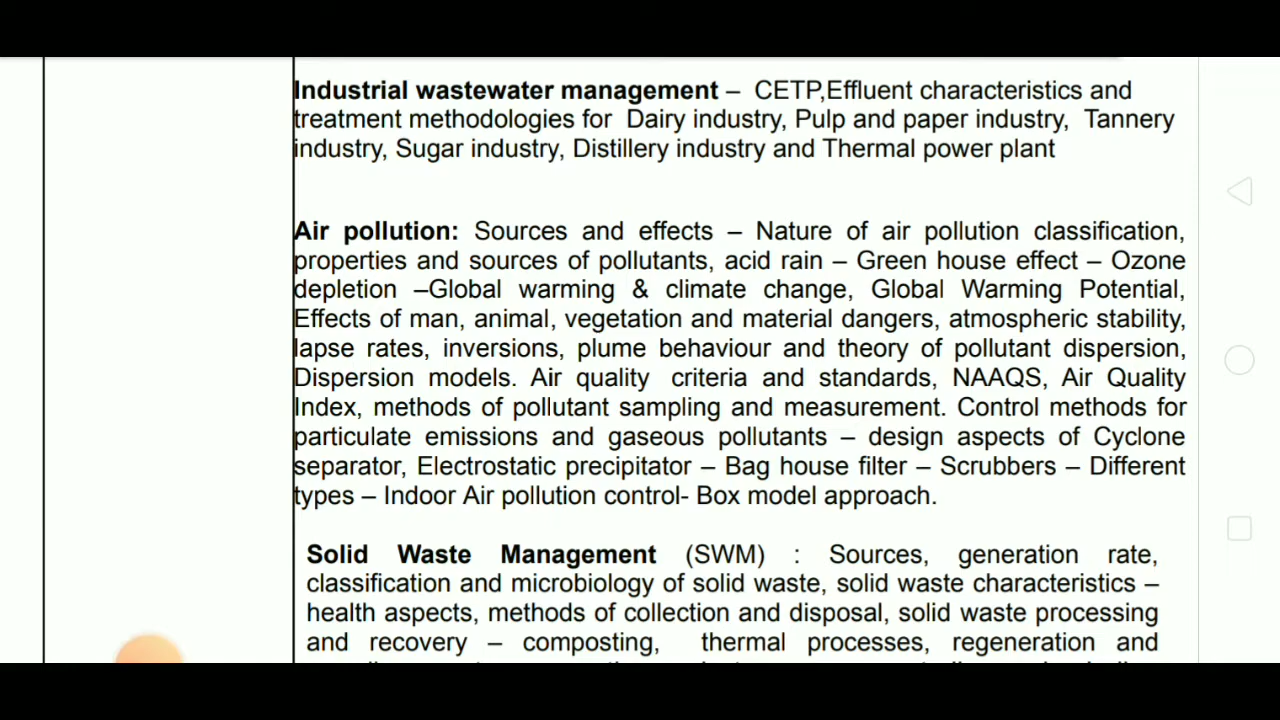 Industrial wastewater management – CETP,Effluent characteristics and
treatment methodologies for Dairy industry, Pulp and paper industry, Tannery
industry, Sugar industry, Distillery industry and Thermal power plant
Air pollution: Sources and effects – Nature of air pollution classification,
properties and sources of pollutants, acid rain – Green house effect – Ozone
depletion –Global warming & climate change, Global Warming Potential,
Effects of man, animal, vegetation and material dangers, atmospheric stability,
lapse rates, inversions, plume behaviour and theory of pollutant dispersion,
Dispersion models. Air quality criteria and standards, NAAQS, Air Quality
Index, methods of pollutant sampling and measurement. Control methods for
particulate emissions and gaseous pollutants – design aspects of Cyclone
separator, Electrostatic precipitator – Bag house filter – Scrubbers – Different
types – Indoor Air pollution control- Box model approach.
Solid Waste Management (SWM) : Sources, generation rate,
classification and microbiology of solid waste, solid waste characteristics –
health aspects, methods of collection and disposal, solid waste processing
and recovery – composting, thermal processes, regeneration and